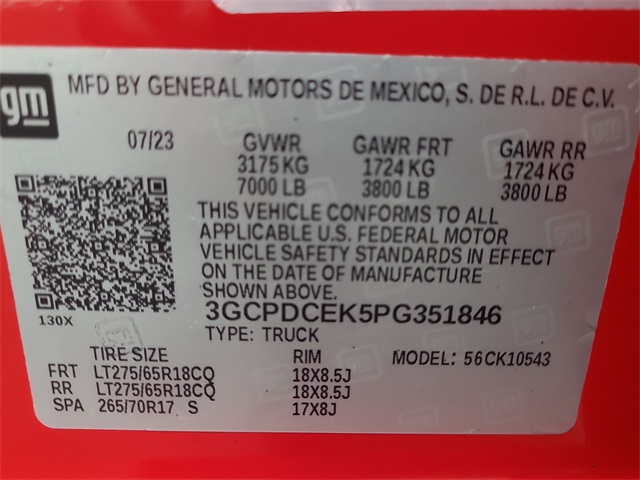 gm
MFD BY GENERAL MOTORS DE MEXICO, S. DE R.L. DE C.V.
07/23 GVWR GAWR FRT GAWR RR
3175 KG 1724 KG 1724 KG
7000 LB 3800 LB 3800 LB
THIS VEHICLE CONFORMS TO ALL
APPLICABLE U.S. FEDERAL MOTOR
VEHICLE SAFETY STANDARDS IN EFFECT
ON THE DATE OF MANUFACTURE
SHOWN ABOVE.
3GCPDCEK5PG351846
130X
TYPE: TRUCK
TIRE SIZE RIM MODEL: 56CK10543
FRT LT275/65R18CQ 18X8.5J
RR LT275/65R18CQ 18X8.5J
SPA 265/70R17 S 17X8J